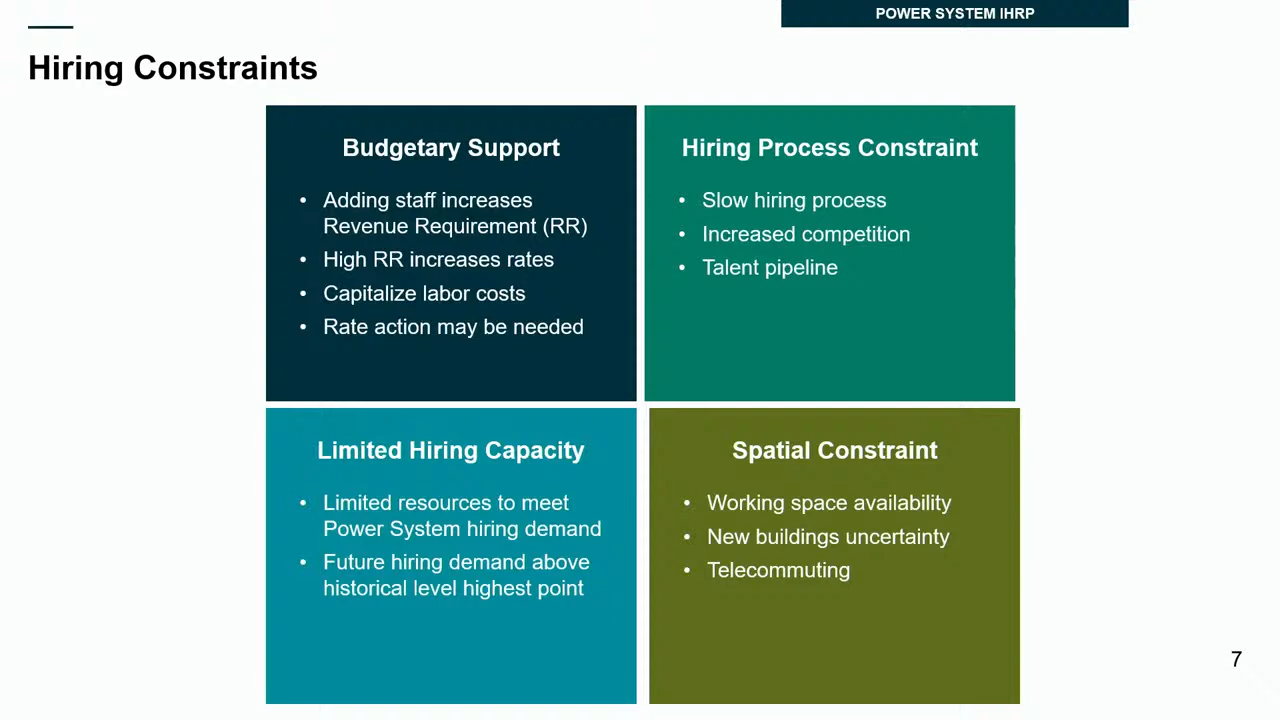 POWER SYSTEM IHRP
Hiring Constraints
Budgetary Support
• Adding staff increases
Revenue Requirement (RR)
• High RR increases rates
• Capitalize labor costs
• Rate action may be needed
Hiring Process Constraint
• Slow hiring process
• Increased competition
• Talent pipeline
Limited Hiring Capacity
• Limited resources to meet
Power System hiring demand
• Future hiring demand above
historical level highest point
Spatial Constraint
• Working space availability
• New buildings uncertainty
• Telecommuting
7